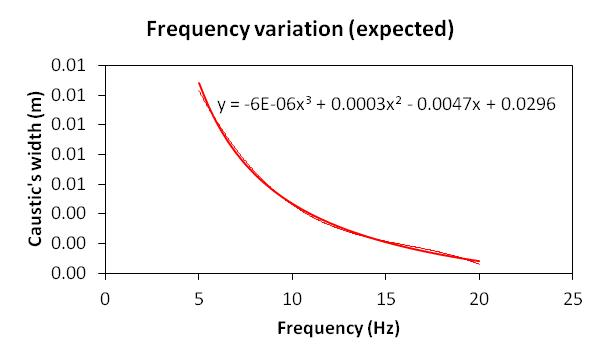 Frequency variation (expected)
0.01
0.01
0.01
0.01
0.01
0.00
0.00
0.00
Caustic's width (m)
y = -6E-06x³ + 0.0003x² - 0.0047x + 0.0296
0 5 10 15 20 25
Frequency (Hz)